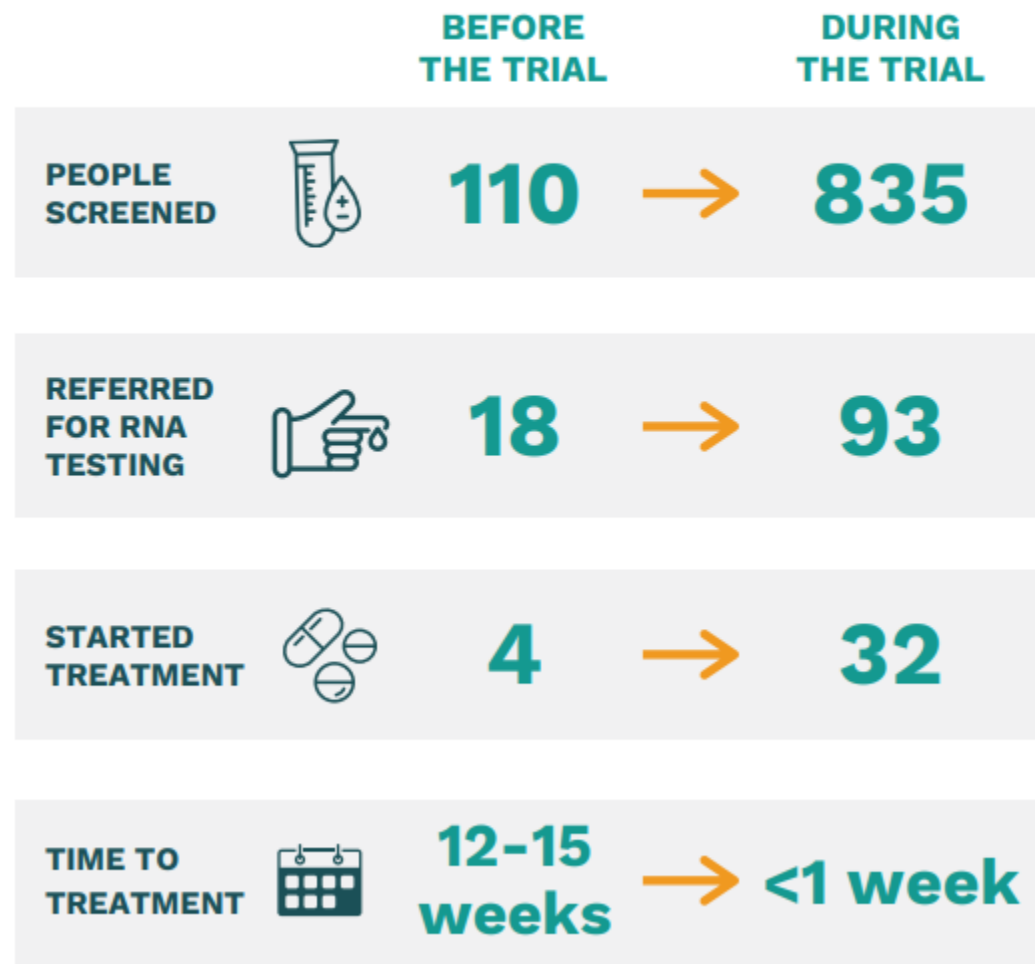 BEFORE
THE TRIAL
DURING
THE TRIAL
PEOPLE
SCREENED
110
835
REFERRED
FOR RNA
TESTING
18
93
STARTED
TREATMENT
4
32
TIME TO
TREATMENT
12-15
weeks
<1 week